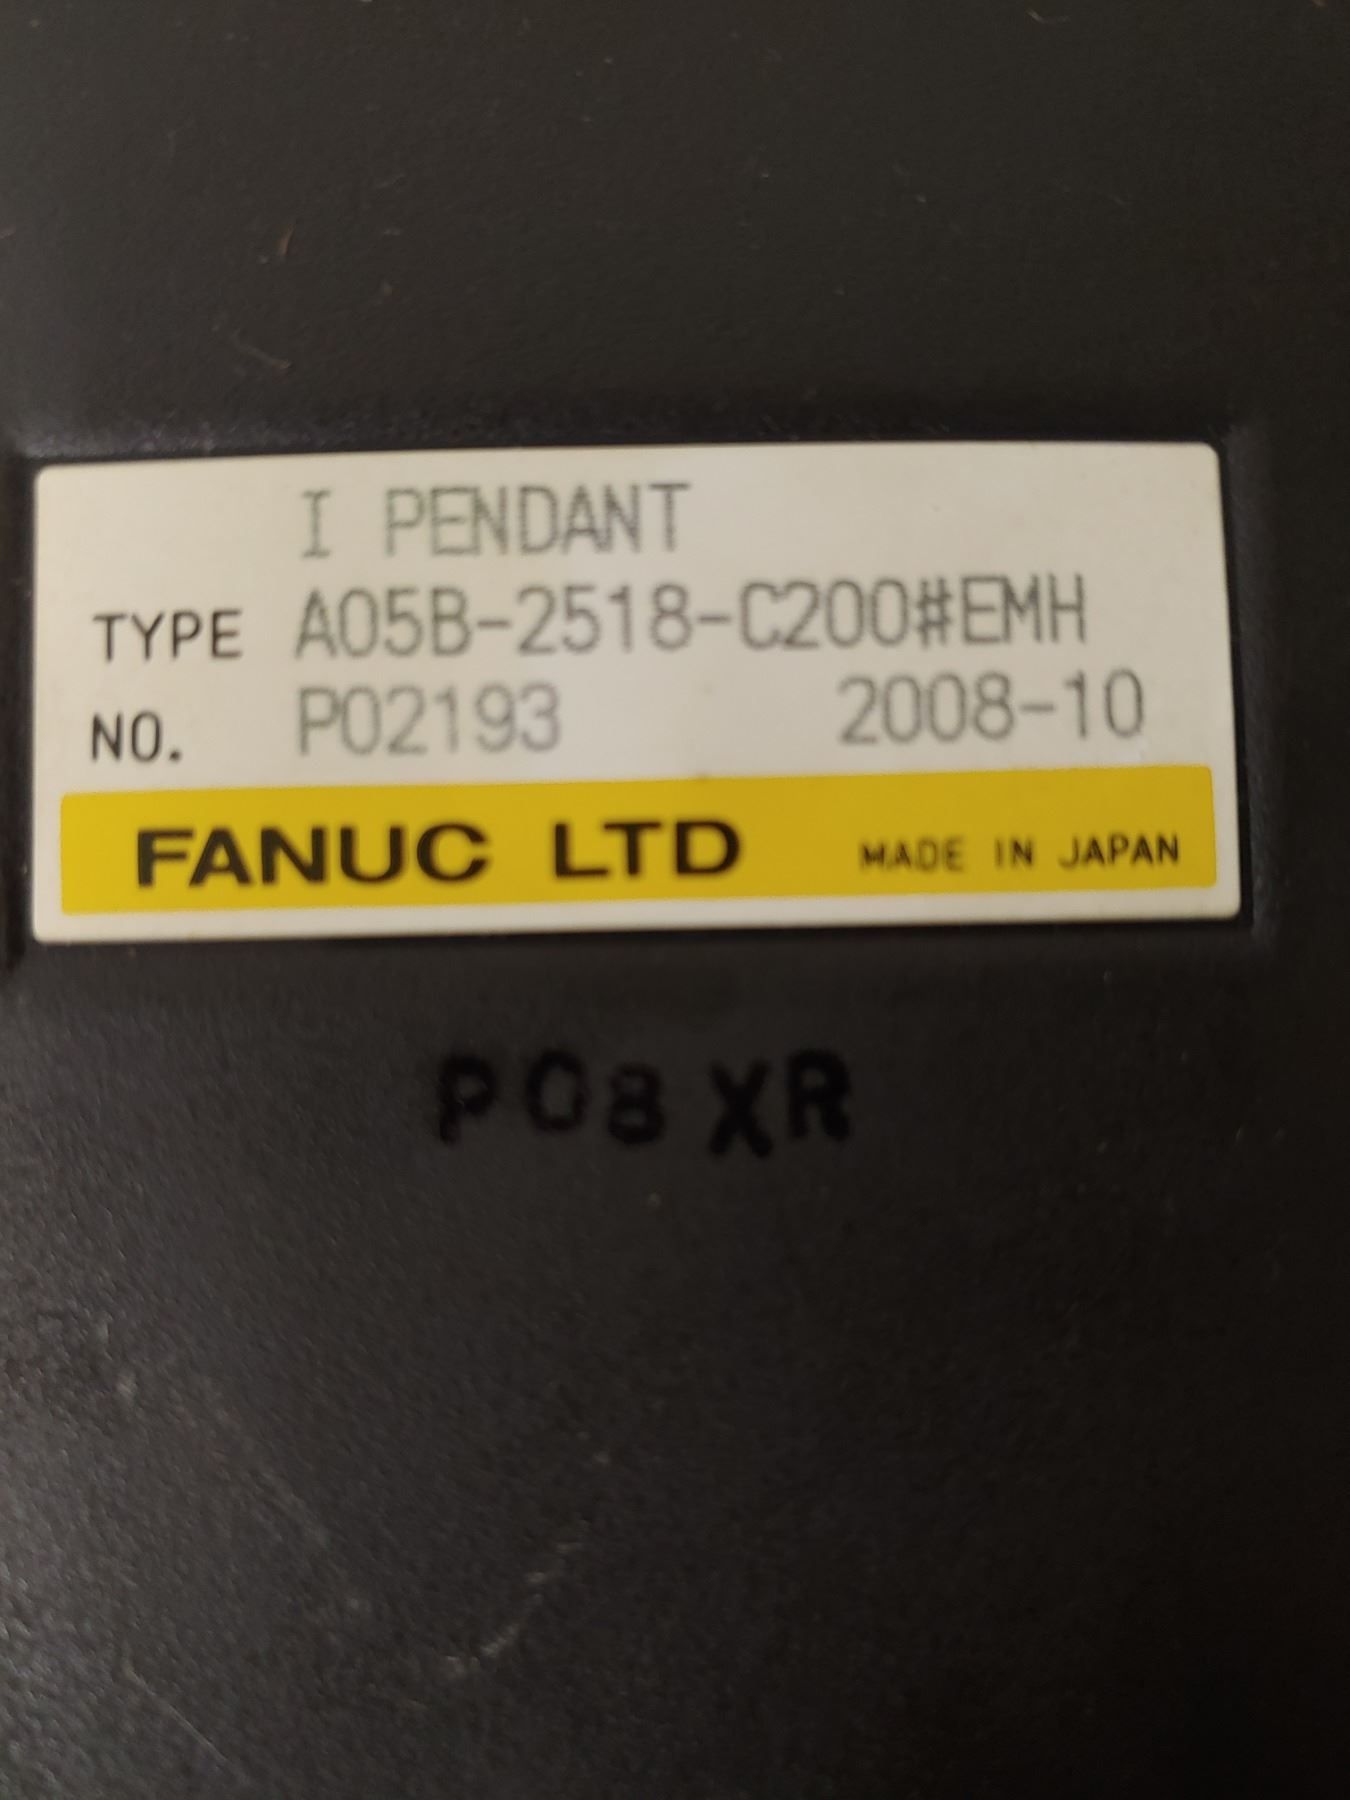 I PENDANT
TYPE A05B-2518-C200#EMH
NO. P02193 2008-10
FANUC LTD MADE IN JAPAN
P08 XR